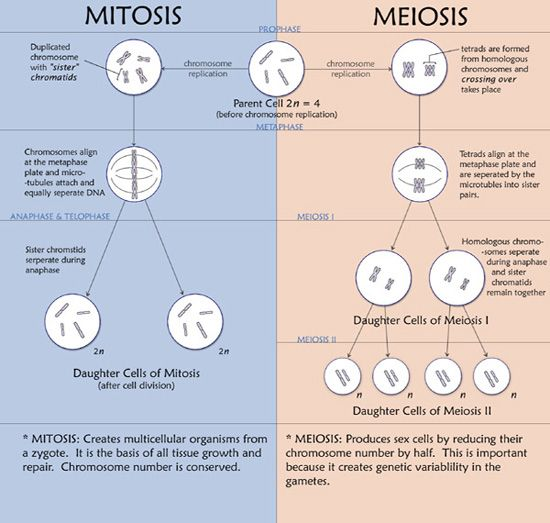 MITOSIS
MEIOSIS
PROPHASE
Duplicated
chromosome
with "sister"
chromatids
chromosome
replication
chromosome
replication
tetrads are formed
from homologous
chromosomes and
crossing over
takes place
Parent Cell 2n = 4
(before chromosome replication)
METAPHASE
Chromosomes align
at the metaphase
plate and micro-
tubules attach and
equally seperate DNA
Tetrads align at the
metaphase plate and
are seperated by the
microtubles into sister
pairs.
ANAPHASE & TELOPHASE
MEIOSIS I
Sister chromstids
serperate during
anaphase
Homologous chromo-
-somes seperate
during anaphase
and sister
chromatids
remain together
2n
2n
Daughter Cells of Mitosis
(after cell division)
Daughter Cells of Meiosis I
MEIOSIS II
n
n
n
n
Daughter Cells of Meiosis II
* MITOSIS: Creates multicellular organisms from
a zygote. It is the basis of all tissue growth and
repair. Chromosome number is conserved.
* MEIOSIS: Produces sex cells by reducing their
chromosome number by half. This is important
because it creates genetic variablility in the
gametes.